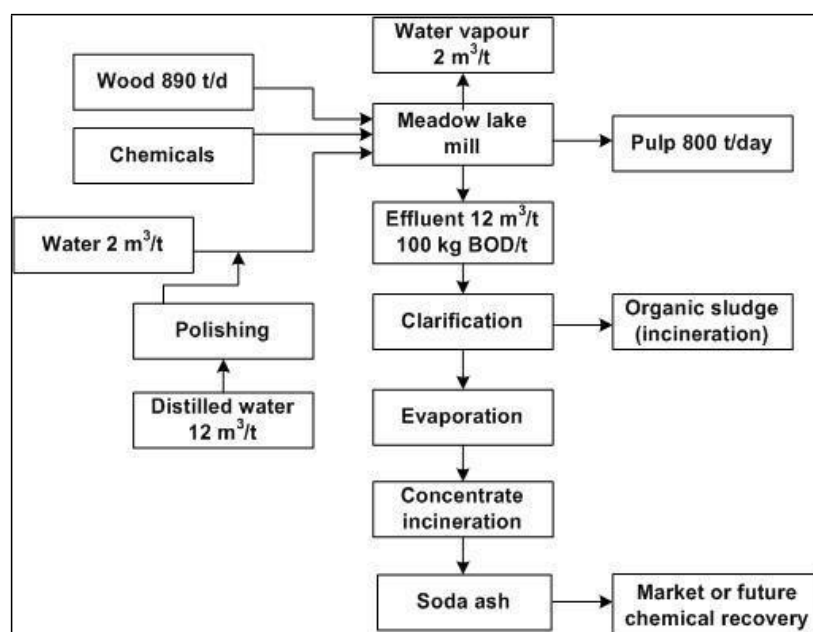 Water vapour
2 m³/t
Wood 890 t/d
Meadow lake
mill
Chemicals
Pulp 800 t/day
Effluent 12 m³/t
100 kg BOD/t
Water 2 m³/t
Polishing
Clarification
Organic sludge
(incineration)
Distilled water
12 m³/t
Evaporation
Concentrate
incineration
Soda ash
Market or future
chemical recovery